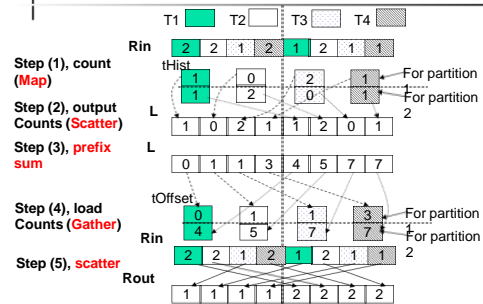 T1 T2 T3 T4
Rin 2 2 1 2 1 2 1 1
Step (1), count
(Map)
tHist
1 0 2 1 For partition 1
1 2 0 1 For partition 2
Step (2), output
Counts (Scatter)
L
1 0 2 1 1 2 0 1
Step (3), prefix
sum
L
0 1 1 3 4 5 7 7
Step (4), load
Counts (Gather)
tOffset
0 1 1 3 For partition 1
4 5 7 7 For partition 2
Rin
2 2 1 2 1 2 1 1
Step (5), scatter
Rout
1 1 1 1 2 2 2 2